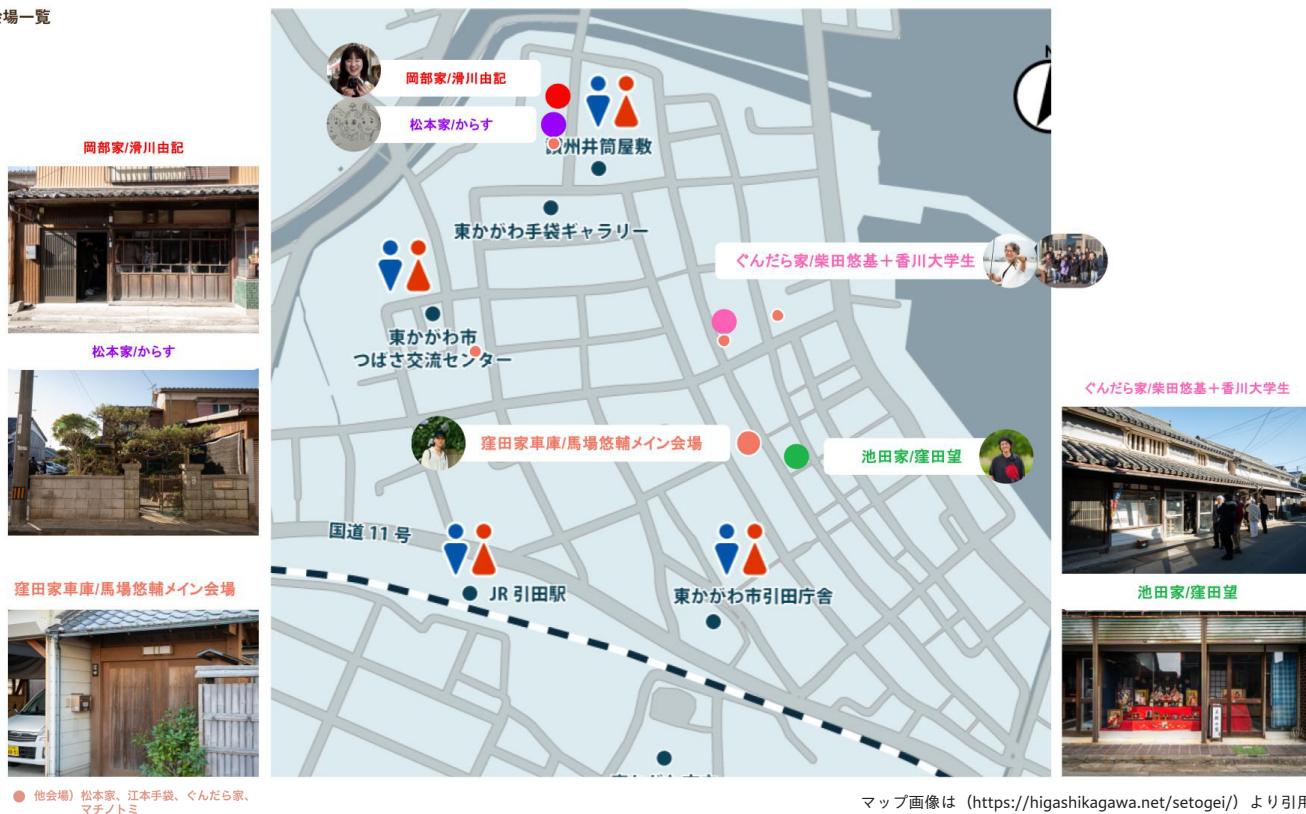 会場一覧
岡部家/滑川由記
松本家/からす
窪田家車庫/馬場悠輔メイン会場
他会場）松本家、江本手袋、ぐんだら家、
マチノトミ
岡部家/滑川由記
松本家/からす
州井筒屋敷
東かがわ手袋ギャラリー
ぐんだら家/柴田悠基＋香川大学生
東かがわ市
つばさ交流センター
窪田家車庫/馬場悠輔メイン会場
池田家/窪田望
国道 11 号
JR 引田駅
東かがわ市引田庁舎
N
ぐんだら家/柴田悠基＋香川大学生
池田家/窪田望
マップ画像は（https://higashikagawa.net/setogei/）より引用